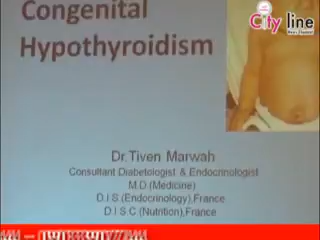 Congenital
City line
Hypothyroidism
Dr.Tiven Marwah
Consultant Diabetologist & Endocrinologist
M.D.(Medicine)
D.I.S.(Endocrinology),France
D.I.S.C.(Nutrition),France